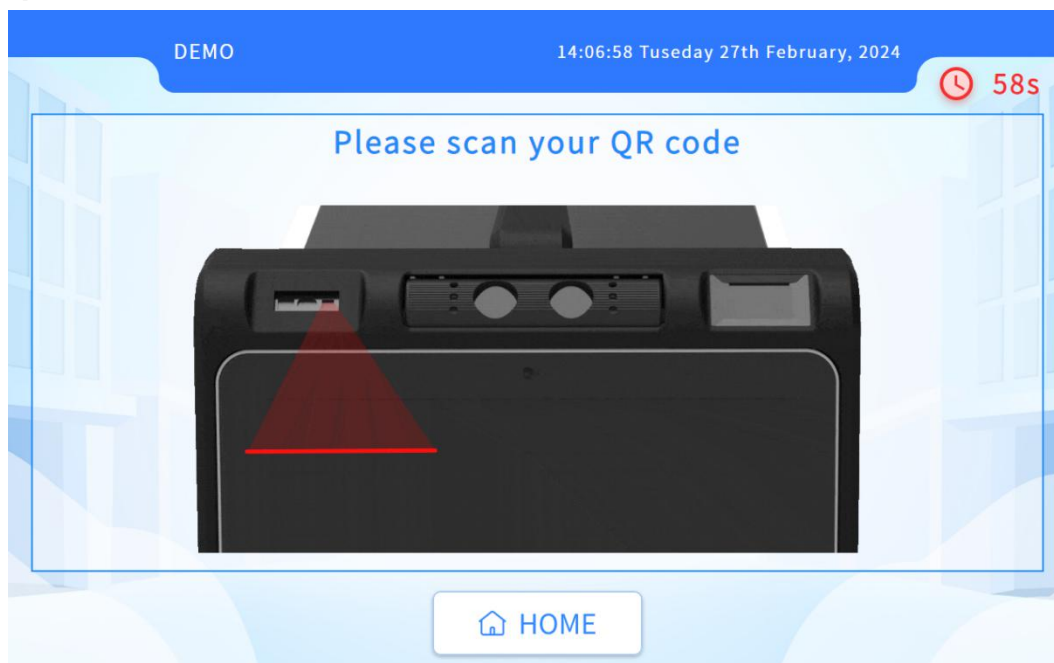 DEMO
14:06:58 Tuseday 27th February, 2024
58s
Please scan your QR code
HOME